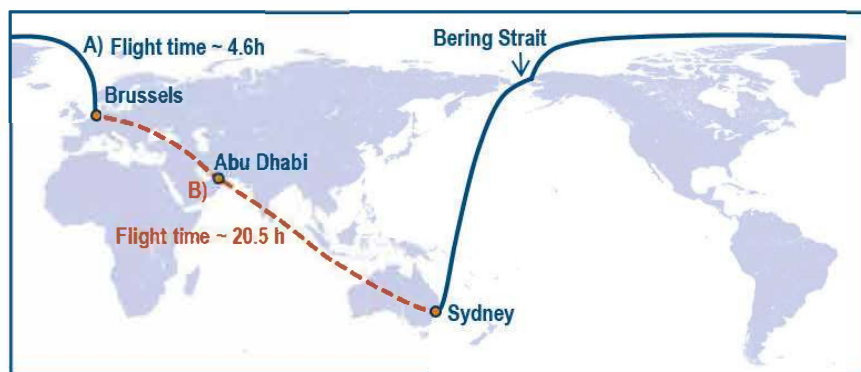 A) Flight time ~ 4.6h
Bering Strait
Brussels
Abu Dhabi
B)
Flight time ~ 20.5 h
Sydney